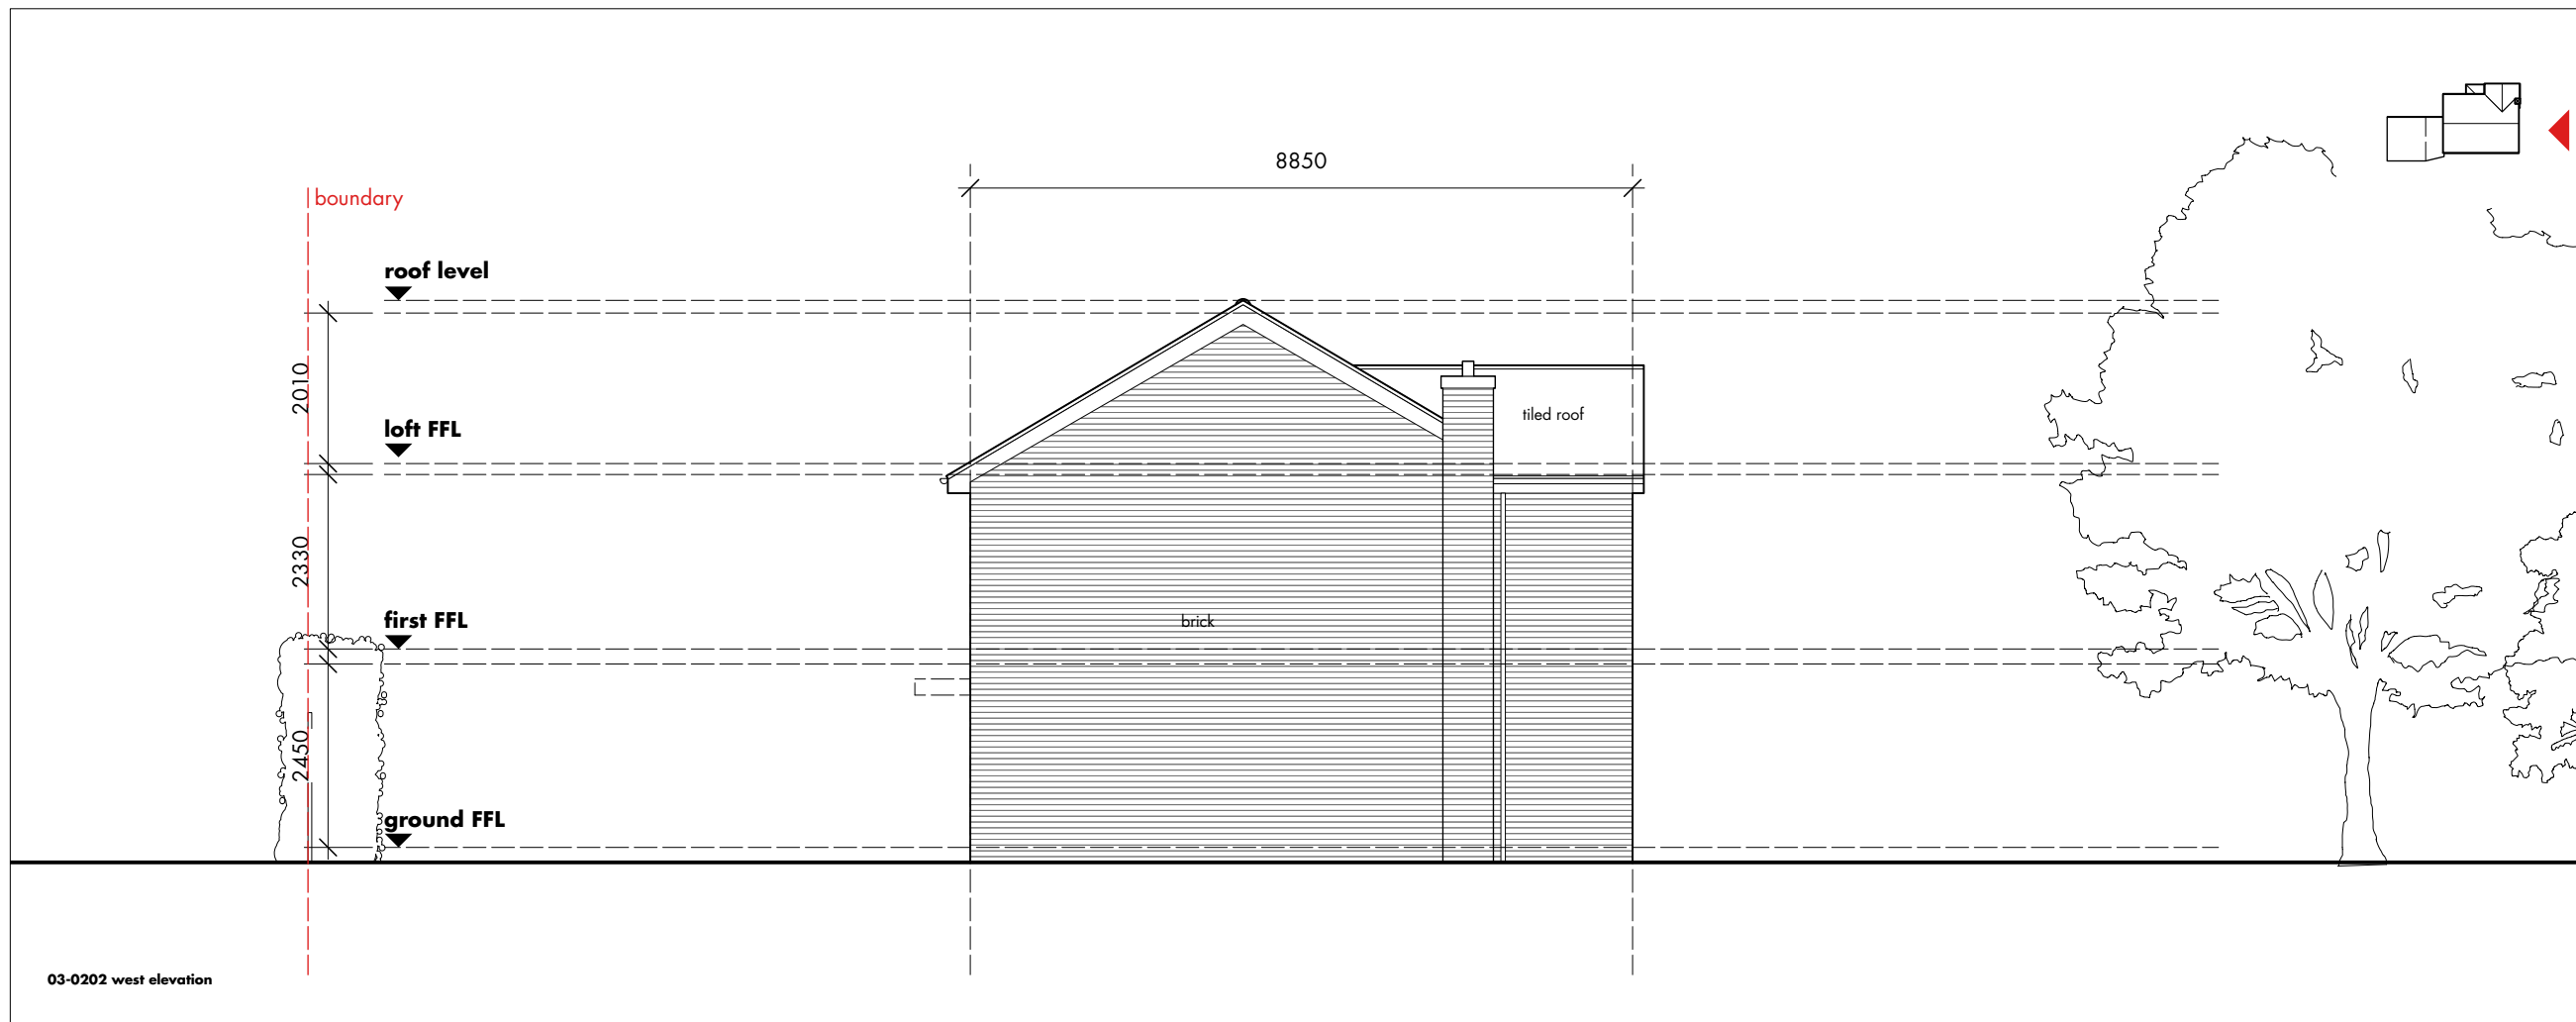 8850
boundary
roof level
2010
tiled roof
loft FFL
2330
first FFL
brick
2450
ground FFL
03-0202 west elevation